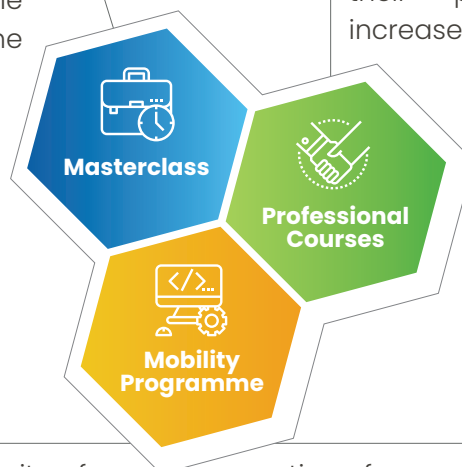 increase
Masterclass
Professional
Courses
</>...
Mobility
Programme